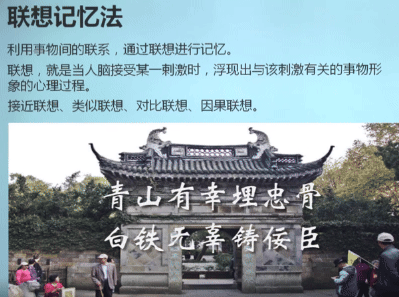 联想记忆法
利用事物间的联系，通过联想进行记忆。
联想，就是当人脑接受某一刺激时，浮现出与该刺激有关的事物形
象的心理过程。
接近联想、类似联想、对比联想、因果联想。
青山有幸埋忠骨
白铁无辜铸佞臣